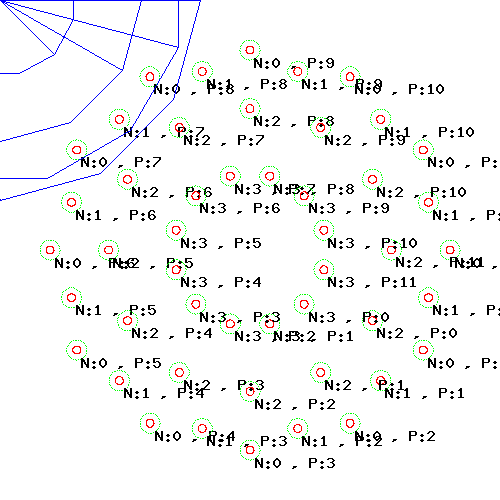 N:0 , P:9
N:1 , P:8
N:1 , P:9
N:0 , P:8
N:0 , P:10
N:2 , P:8
N:1 , P:7
N:1 , P:10
N:2 , P:7
N:2 , P:9
N:0 , P:7
N:0 , P:
N:3 , P:7
N:3 , P:8
N:2 , P:6
N:2 , P:10
N:3 , P:6
N:3 , P:9
N:1 , P:6
N:1 , P:
N:3 , P:5
N:3 , P:10
N:0 , P:6
N:2 , P:5
N:2 , P:11
N:3 , P:4
N:3 , P:11
N:1 , P:5
N:1 , P:
N:3 , P:3
N:3 , P:0
N:2 , P:4
N:2 , P:0
N:3 , P:2
N:3 , P:1
N:0 , P:5
N:0 , P:
N:2 , P:3
N:2 , P:1
N:1 , P:4
N:1 , P:1
N:2 , P:2
N:0 , P:4
N:0 , P:2
N:1 , P:3
N:1 , P:2
N:0 , P:3